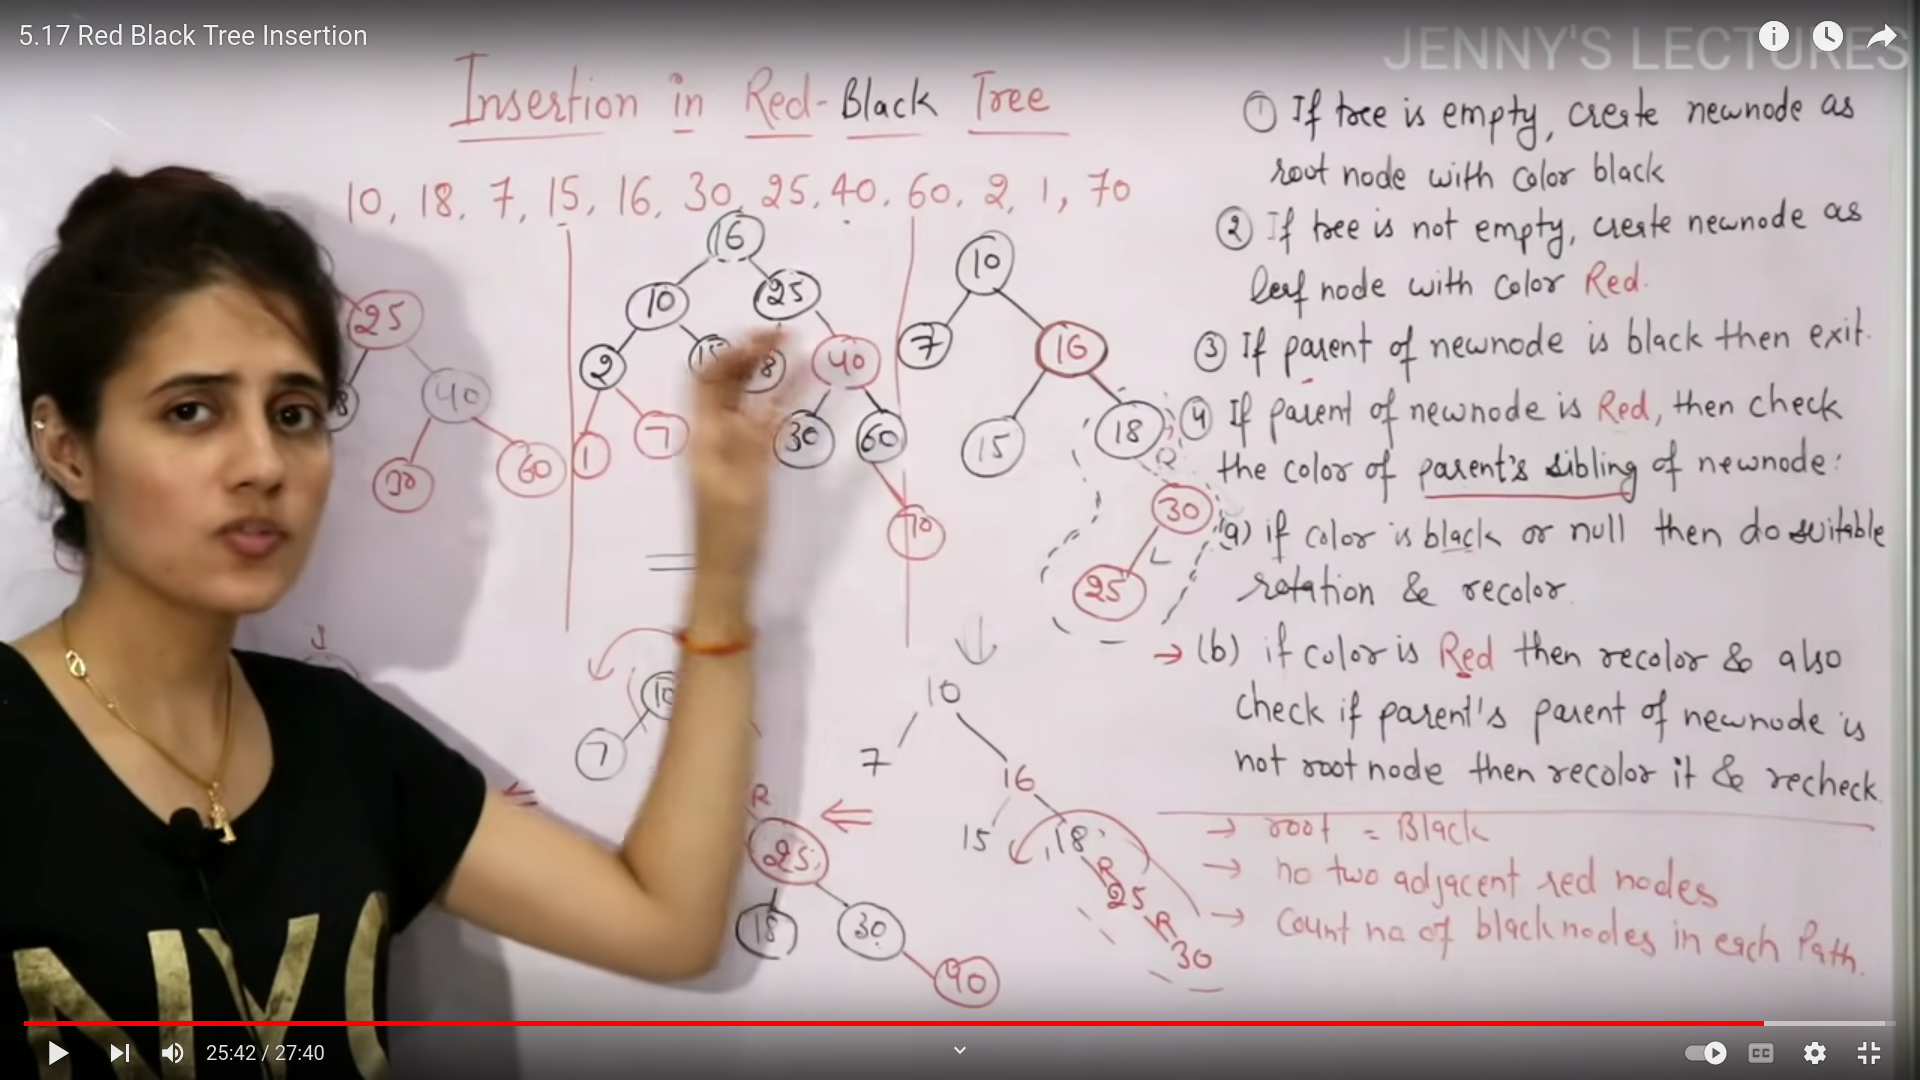 5.17 Red Black Tree Insertion
JENNY'S LECTURES
Insertion in Red-Black Tree
10, 18, 7, 15, 16, 30, 25, 40, 60, 2, 1, 70
25
40
30
60
16
10
25
2
15
8
40
1
7
30
60
70
10
7
16
15
18
R
30
L
25
① If tree is empty, create newnode as
root node with color black
② If tree is not empty, create newnode as
leaf node with color Red.
③ If parent of newnode is black then exit.
④ If parent of newnode is Red, then check
the color of parent's sibling of newnode:
a) if color is black or null then do suitable
rotation & recolor
→ (b) if color is Red then recolor & also
check if parent's parent of newnode is
not root node then recolor it & recheck.
→ root = Black
→ no two adjacent red nodes
→ Count no of black nodes in each Path.
10
7
R
25
18
30
40
10
7
16
15
18
R
25
R
30
NYC
25:42 / 27:40
CC